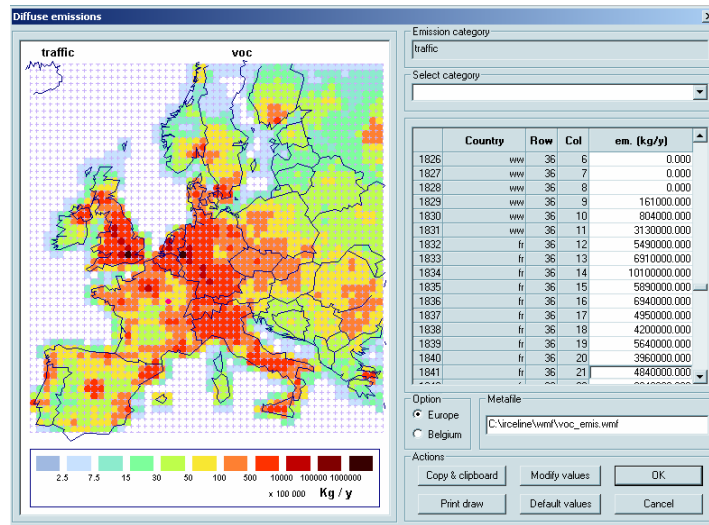 Diffuse emissions
traffic voc
2.5 7.5 15 30 50 100 500 10000 100000 1000000
x 100 000 Kg / y
Emission category
traffic
Select category
Country Row Col em. (kg/y)
1826 ww 36 6 0.000
1827 ww 36 7 0.000
1828 ww 36 8 0.000
1829 ww 36 9 161000.000
1830 ww 36 10 804000.000
1831 ww 36 11 3130000.000
1832 fr 36 12 5490000.000
1833 fr 36 13 6910000.000
1834 fr 36 14 10100000.000
1835 fr 36 15 5890000.000
1836 fr 36 16 6940000.000
1837 fr 36 17 4950000.000
1838 fr 36 18 4200000.000
1839 fr 36 19 5640000.000
1840 fr 36 20 3960000.000
1841 fr 36 21 4840000.000
Option
Europe
Belgium
Metafile
C:\irceline\wmf\voc_emis.wmf
Actions
Copy & clipboard Modify values OK
Print draw Default values Cancel